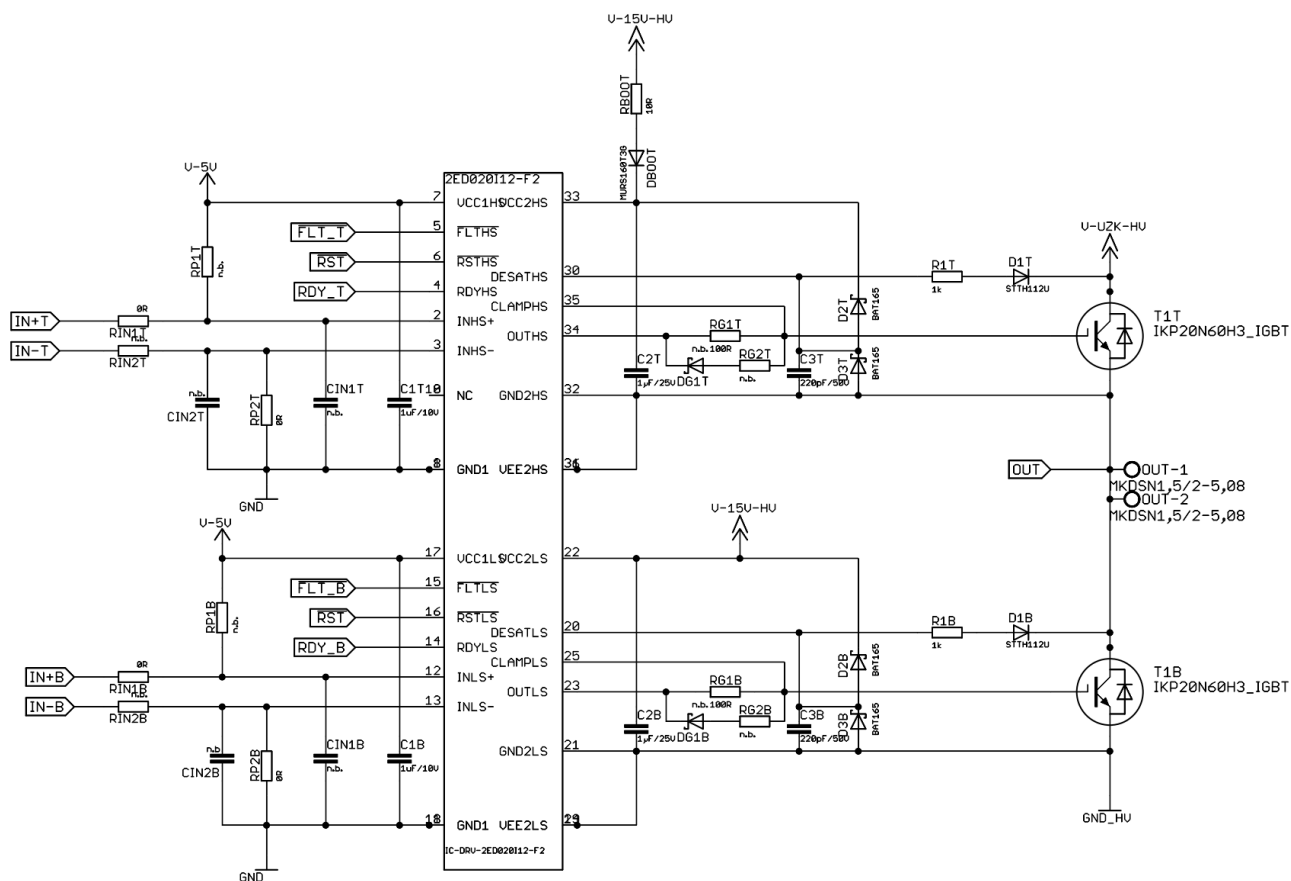 V-15V-HV
RBOOT
10R
MURS160T3G
DBOOT
V-5V
2ED020I12-F2
7 VCC1HS VCC2HS 33
FLT_T 5 FLTHS
RST 6 RSTHS
RDY_T 4 RDYHS
DESATHS 30
CLAMPHS 35
IN+T 0R 2 INHS+ OUTHS 34
RIN1T
IN-T n.b. 3 INHS-
RIN2T
RP1T
n.b.
R1T
1k
D1T
STTH112U
V-UZK-HV
T1T
IKP20N60H3_IGBT
D2T
BAT165
RG1T
n.b. 100R
RG2T
n.b.
DG1T
C2T
1µF/25V
C3T
220pF/50V
D3T
BAT165
n.b.
CIN2T
RP2T
0R
CIN1T
n.b.
C1T
1uF/10V
NC GND2HS 32
GND1 VEE2HS
GND
OUT
OUT-1
MKDSN1,5/2-5,08
OUT-2
MKDSN1,5/2-5,08
V-5V
V-15V-HV
17 VCC1LS VCC2LS 22
FLT_B 15 FLTLS
RST 16 RSTLS
RDY_B 14 RDYLS
DESATLS 20
CLAMPLS 25
IN+B 0R 12 INLS+ OUTLS 23
RIN1B
IN-B n.b. 13 INLS-
RIN2B
RP1B
n.b.
R1B
1k
D1B
STTH112U
T1B
IKP20N60H3_IGBT
D2B
BAT165
RG1B
n.b. 100R
RG2B
n.b.
DG1B
C2B
1µF/25V
C3B
220pF/50V
D3B
BAT165
n.b
CIN2B
RP2B
0R
CIN1B
n.b.
C1B
1uF/10V
GND2LS 21
GND1 VEE2LS
GND_HV
IC-DRV-2ED020I12-F2
GND